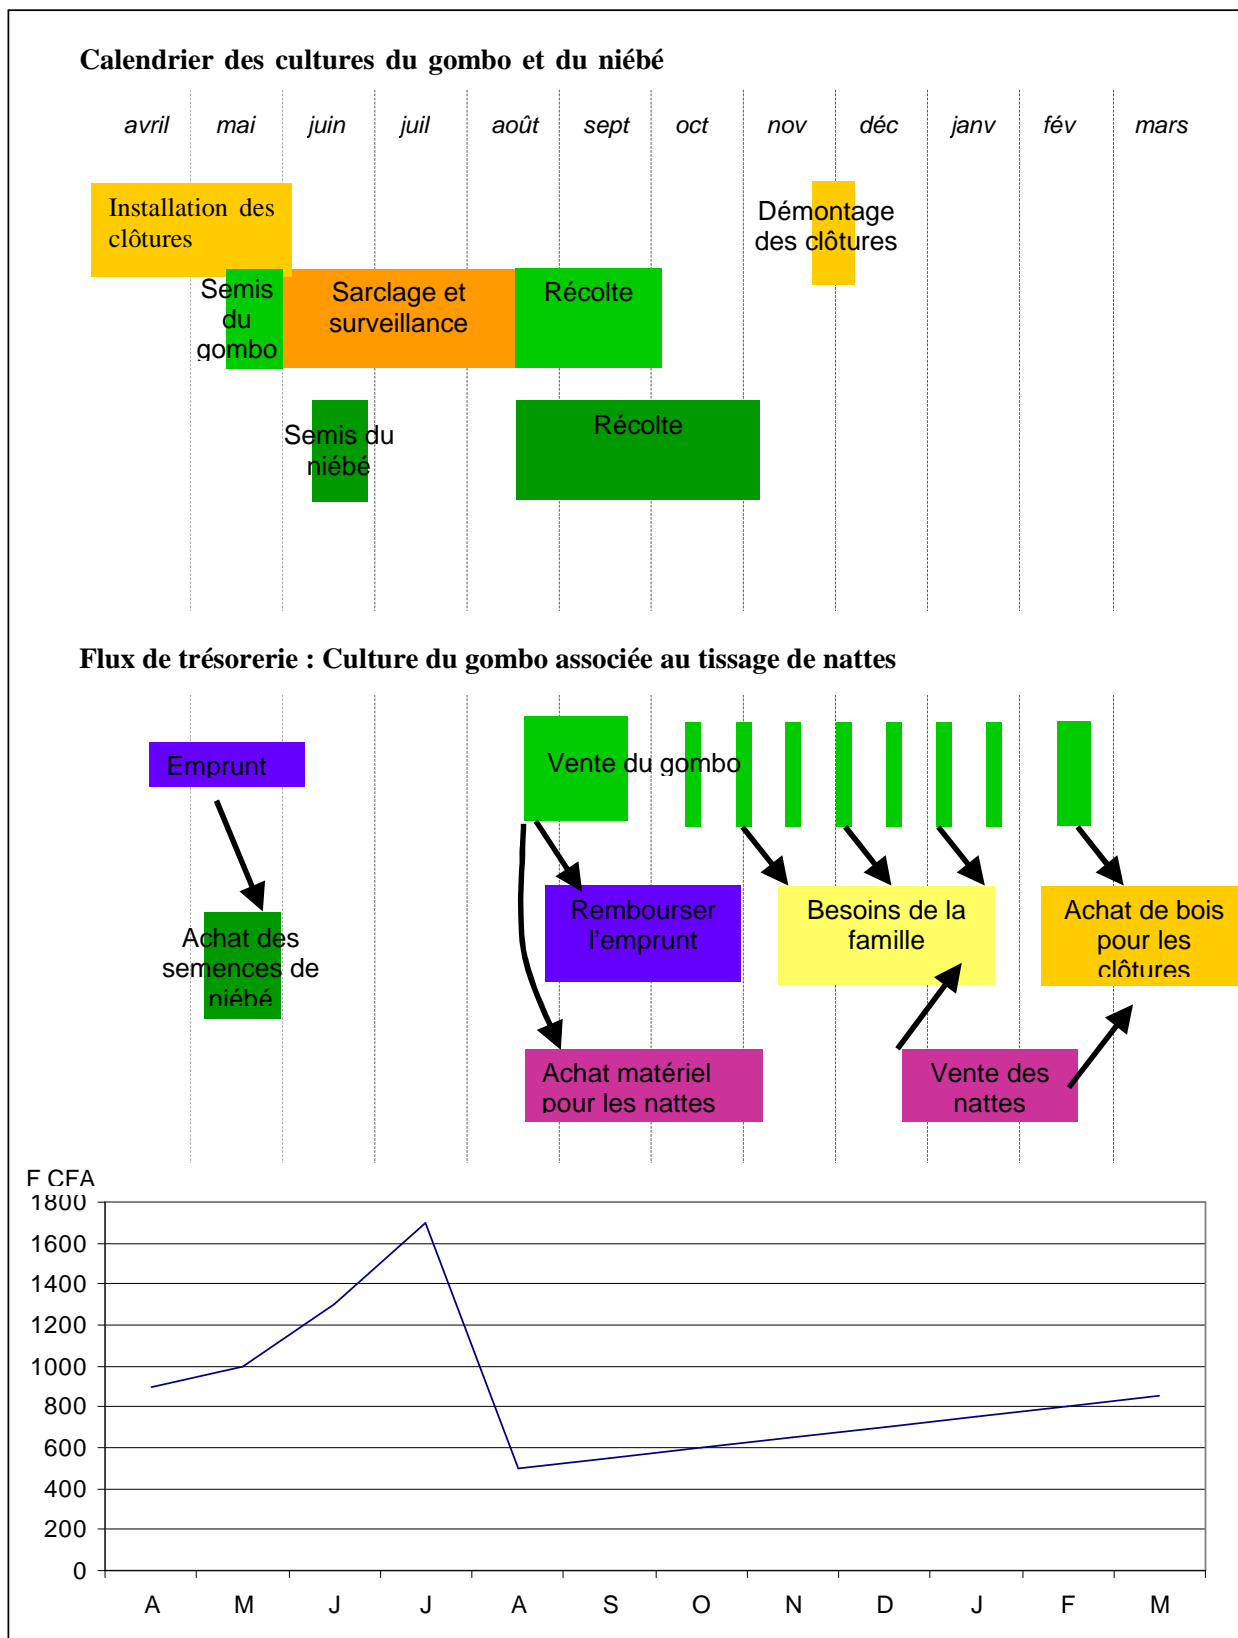 Calendrier des cultures du gombo et du niébé
avril mai juin juil août sept oct nov déc janv fév mars
Installation des
clôtures
Démontage
des clôtures
Semis
du
gombo
Sarclage et
surveillance
Récolte
Semis du
niébé
Récolte
Flux de trésorerie : Culture du gombo associée au tissage de nattes
Emprunt
Vente du gombo
Achat des
semences de
niébé
Rembourser
l'emprunt
Besoins de la
famille
Achat de bois
pour les
clôtures
Achat matériel
pour les nattes
Vente des
nattes
F CFA
1800
1600
1400
1200
1000
800
600
400
200
0
A M J J A S O N D J F M